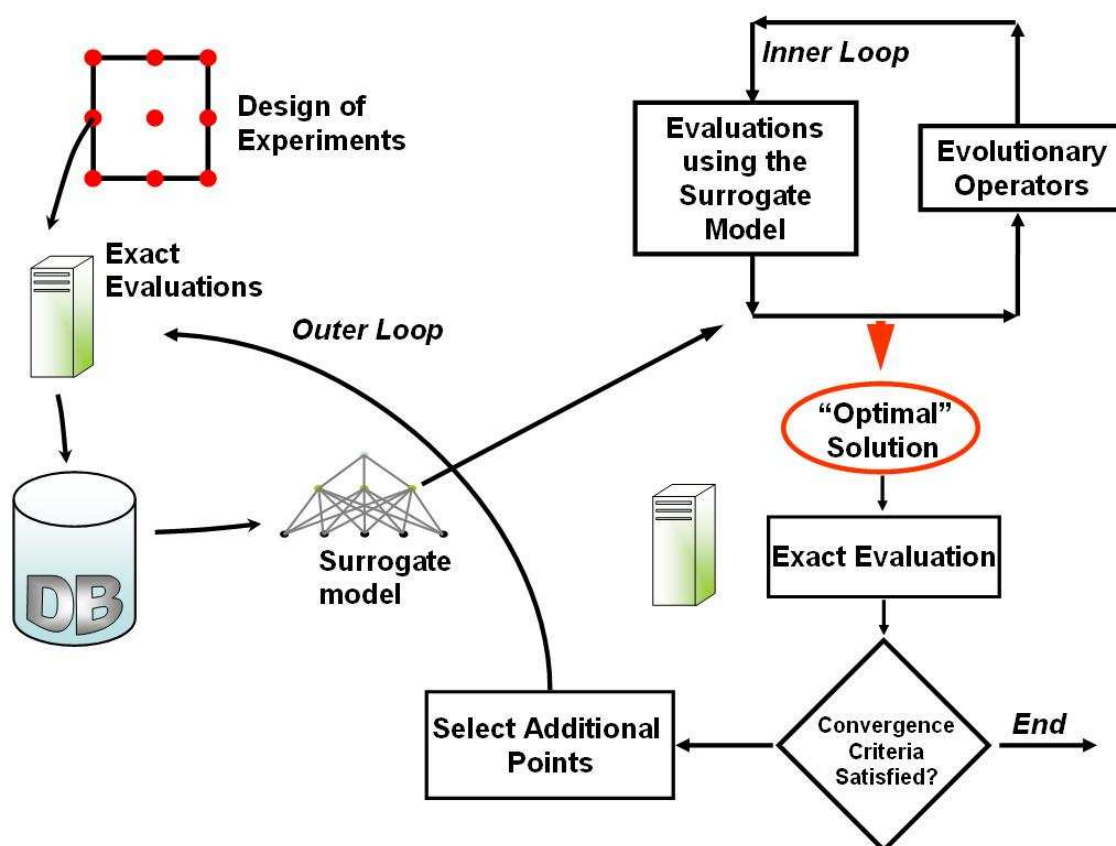 Design of
Experiments
Exact
Evaluations
DB
Surrogate
model
Outer Loop
Inner Loop
Evaluations
using the
Surrogate
Model
Evolutionary
Operators
“Optimal”
Solution
Exact Evaluation
Convergence
Criteria
Satisfied?
End
Select Additional
Points